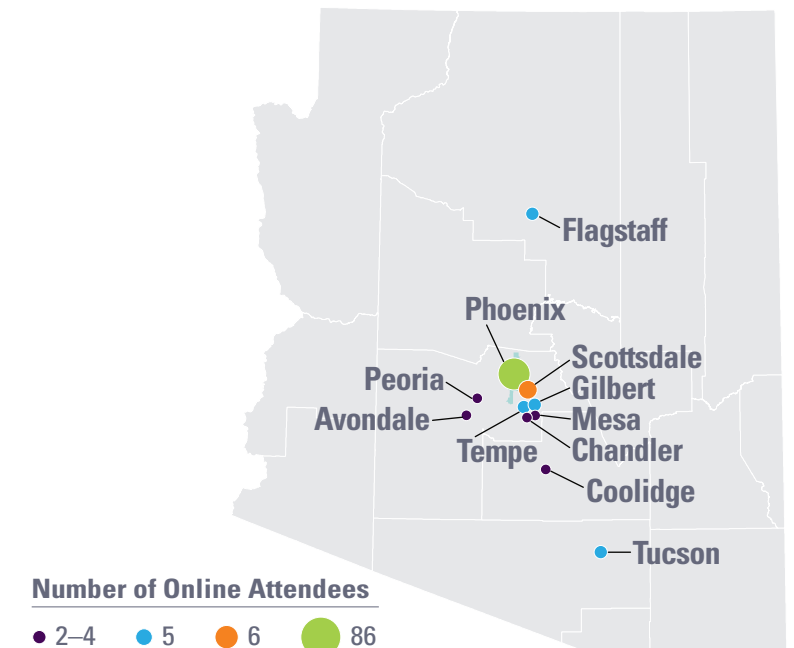 Flagstaff
Phoenix
Scottsdale
Peoria
Gilbert
Avondale
Mesa
Tempe
Chandler
Coolidge
Tucson
Number of Online Attendees
2–4 5 6 86